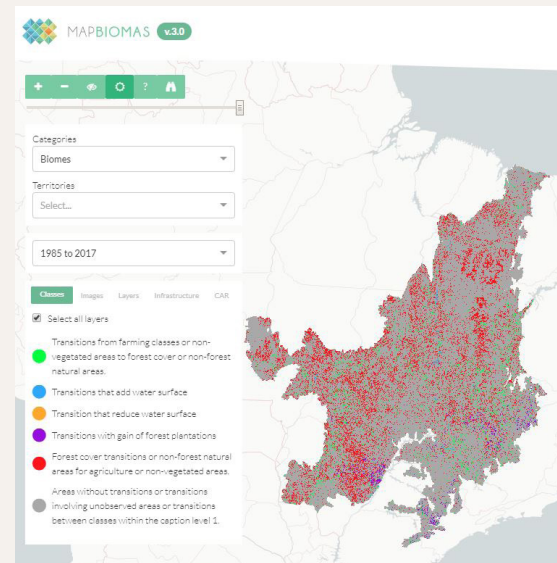 MAPBIOMAS v.3.0
+ − ?
Categories
Biomes
Territories
Select...
1985 to 2017
Classes Images Layers Infrastructure CAR
Select all layers
Transitions from farming classes or non-
vegetated areas to forest cover or non-forest
natural areas.
Transitions that add water surface
Transition that reduce water surface
Transitions with gain of forest plantations
Forest cover transitions or non-forest natural
areas for agriculture or non-vegetated areas.
Areas without transitions or transitions
involving unobserved areas or transitions
between classes within the caption level 1.